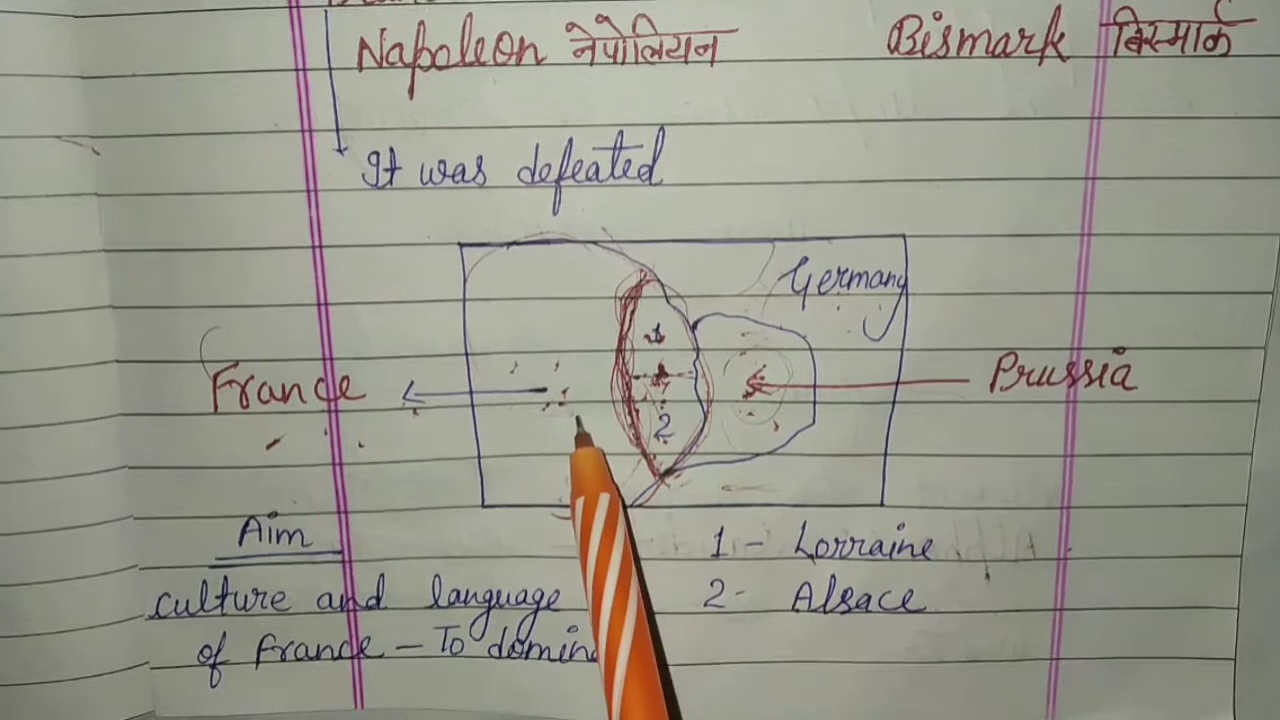 Napoleon नेपोलियन Bismark बिस्मार्क
It was defeated
Germany
1
France Prussia
2
Aim 1 - Lorraine
culture and language 2- Alsace
of France - To